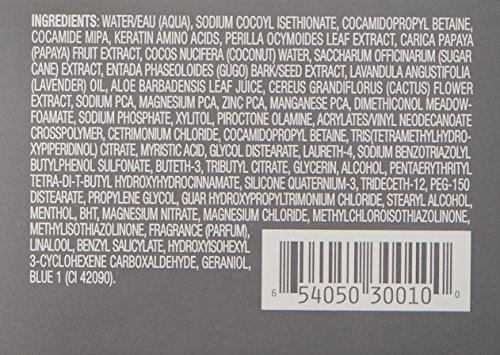 INGREDIENTS: WATER/EAU (AQUA), SODIUM COCOYL ISETHIONATE, COCAMIDOPROPYL BETAINE,
COCAMIDE MIPA, KERATIN AMINO ACIDS, PERILLA OCYMOIDES LEAF EXTRACT, CARICA PAPAYA
(PAPAYA) FRUIT EXTRACT, COCOS NUCIFERA (COCONUT) WATER, SACCHARUM OFFICINARUM (SUGAR
CANE) EXTRACT, ENTADA PHASEOLOIDES (GUGO) BARK/SEED EXTRACT, LAVANDULA ANGUSTIFOLIA
(LAVENDER) OIL, ALOE BARBADENSIS LEAF JUICE, CEREUS GRANDIFLORUS (CACTUS) FLOWER
EXTRACT, SODIUM PCA, MAGNESIUM PCA, ZINC PCA, MANGANESE PCA, DIMETHICONOL MEADOW-
FOAMATE, SODIUM PHOSPHATE, XYLITOL, PIROCTONE OLAMINE, ACRYLATES/VINYL NEODECANOATE
CROSSPOLYMER, CETRIMONIUM CHLORIDE, COCAMIDOPROPYL BETAINE, TRIS(TETRAMETHYLHYDRO-
XYPIPERIDINOL) CITRATE, MYRISTIC ACID, GLYCOL DISTEARATE, LAURETH-4, SODIUM BENZOTRIAZOLYL
BUTYLPHENOL SULFONATE, BUTETH-3, TRIBUTYL CITRATE, GLYCERIN, ALCOHOL, PENTAERYTHRITYL
TETRA-DI-T-BUTYL HYDROXYHYDROCINNAMATE, SILICONE QUATERNIUM-3, TRIDECETH-12, PEG-150
DISTEARATE, PROPYLENE GLYCOL, GUAR HYDROXYPROPYLTRIMONIUM CHLORIDE, STEARYL ALCOHOL,
MENTHOL, BHT, MAGNESIUM NITRATE, MAGNESIUM CHLORIDE, METHYLCHLOROISOTHIAZOLINONE,
METHYLISOTHIAZOLINONE, FRAGRANCE (PARFUM),
LINALOOL, BENZYL SALICYLATE, HYDROXYISOHEXYL
3-CYCLOHEXENE CARBOXALDEHYDE, GERANIOL,
BLUE 1 (CI 42090).
6 54050 30010 0